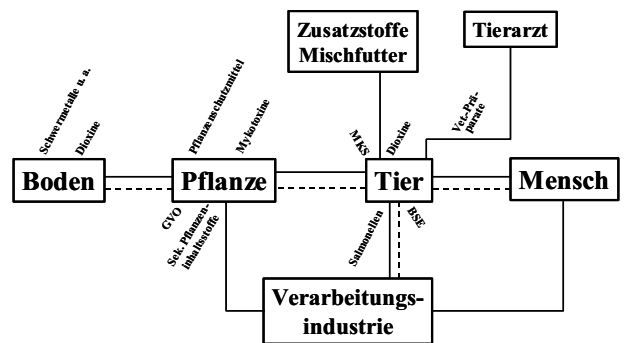 Zusatzstoffe
Mischfutter
Tierarzt
Schwermetalle u. a.
Dioxine
Pflanzenschutzmittel
Mykotoxine
MKS
Dioxine
Vet.-Prä-
parate
Boden
Pflanze
Tier
Mensch
GVO
Sek. Pflanzen-
inhaltsstoffe
Salmonellen
BSE
Verarbeitungs-
industrie